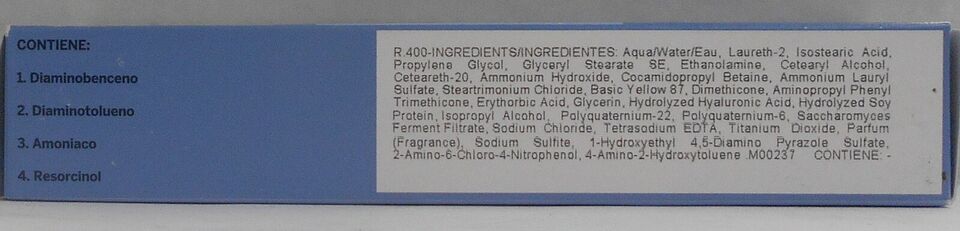 CONTIENE:
1. Diaminobenceno
2. Diaminotolueno
3. Amoniaco
4. Resorcinol
R.400-INGREDIENTS/INGREDIENTES: Aqua/Water/Eau, Laureth-2, Isostearic Acid,
Propylene Glycol, Glyceryl Stearate SE, Ethanolamine, Cetearyl Alcohol,
Ceteareth-20, Ammonium Hydroxide, Cocamidopropyl Betaine, Ammonium Lauryl
Sulfate, Steartrimonium Chloride, Basic Yellow 87, Dimethicone, Aminopropyl Phenyl
Trimethicone, Erythorbic Acid, Glycerin, Hydrolyzed Hyaluronic Acid, Hydrolyzed Soy
Protein, Isopropyl Alcohol, Polyquaternium-22, Polyquaternium-6, Saccharomyces
Ferment Filtrate, Sodium Chloride, Tetrasodium EDTA, Titanium Dioxide, Parfum
(Fragrance), Sodium Sulfite, 1-Hydroxyethyl 4,5-Diamino Pyrazole Sulfate,
2-Amino-6-Chloro-4-Nitrophenol, 4-Amino-2-Hydroxytoluene .M00237 CONTIENE: -